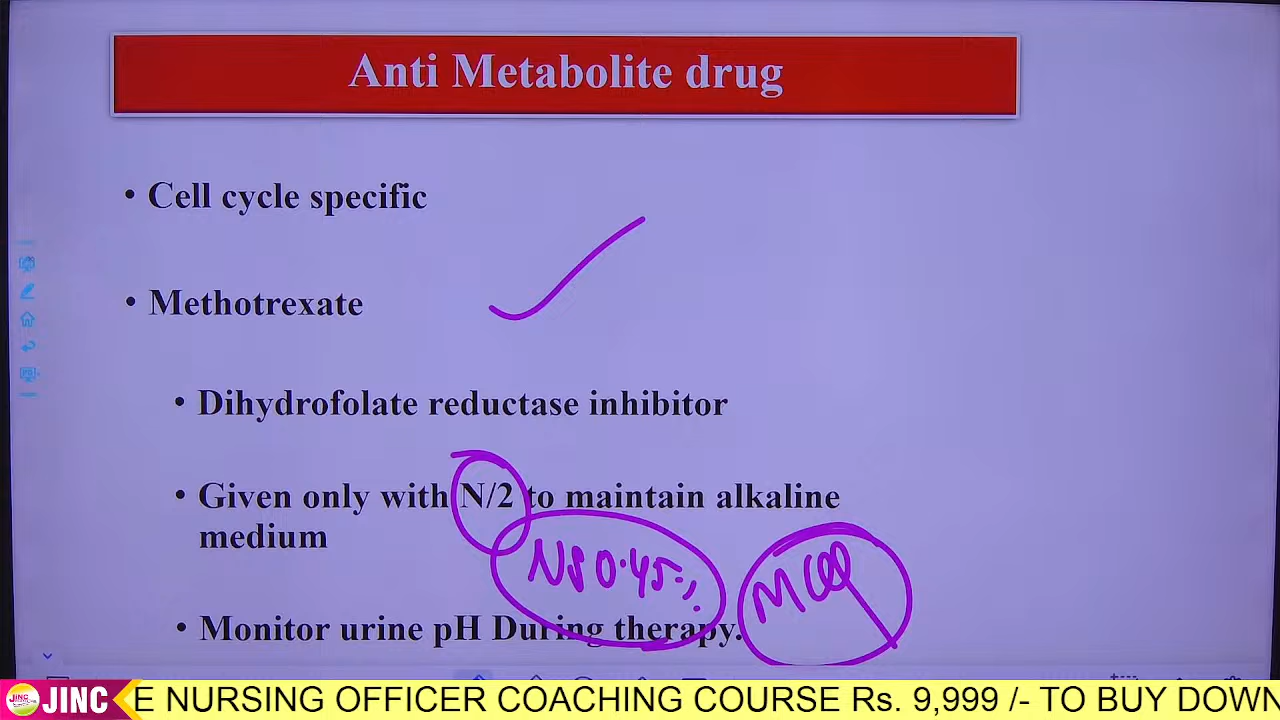 Anti Metabolite drug
• Cell cycle specific
• Methotrexate
• Dihydrofolate reductase inhibitor
• Given only with N/2 to maintain alkaline
medium
NS 0.45%
MCQ
• Monitor urine pH During therapy.
JINC
JINC E NURSING OFFICER COACHING COURSE Rs. 9,999 /- TO BUY DOWN